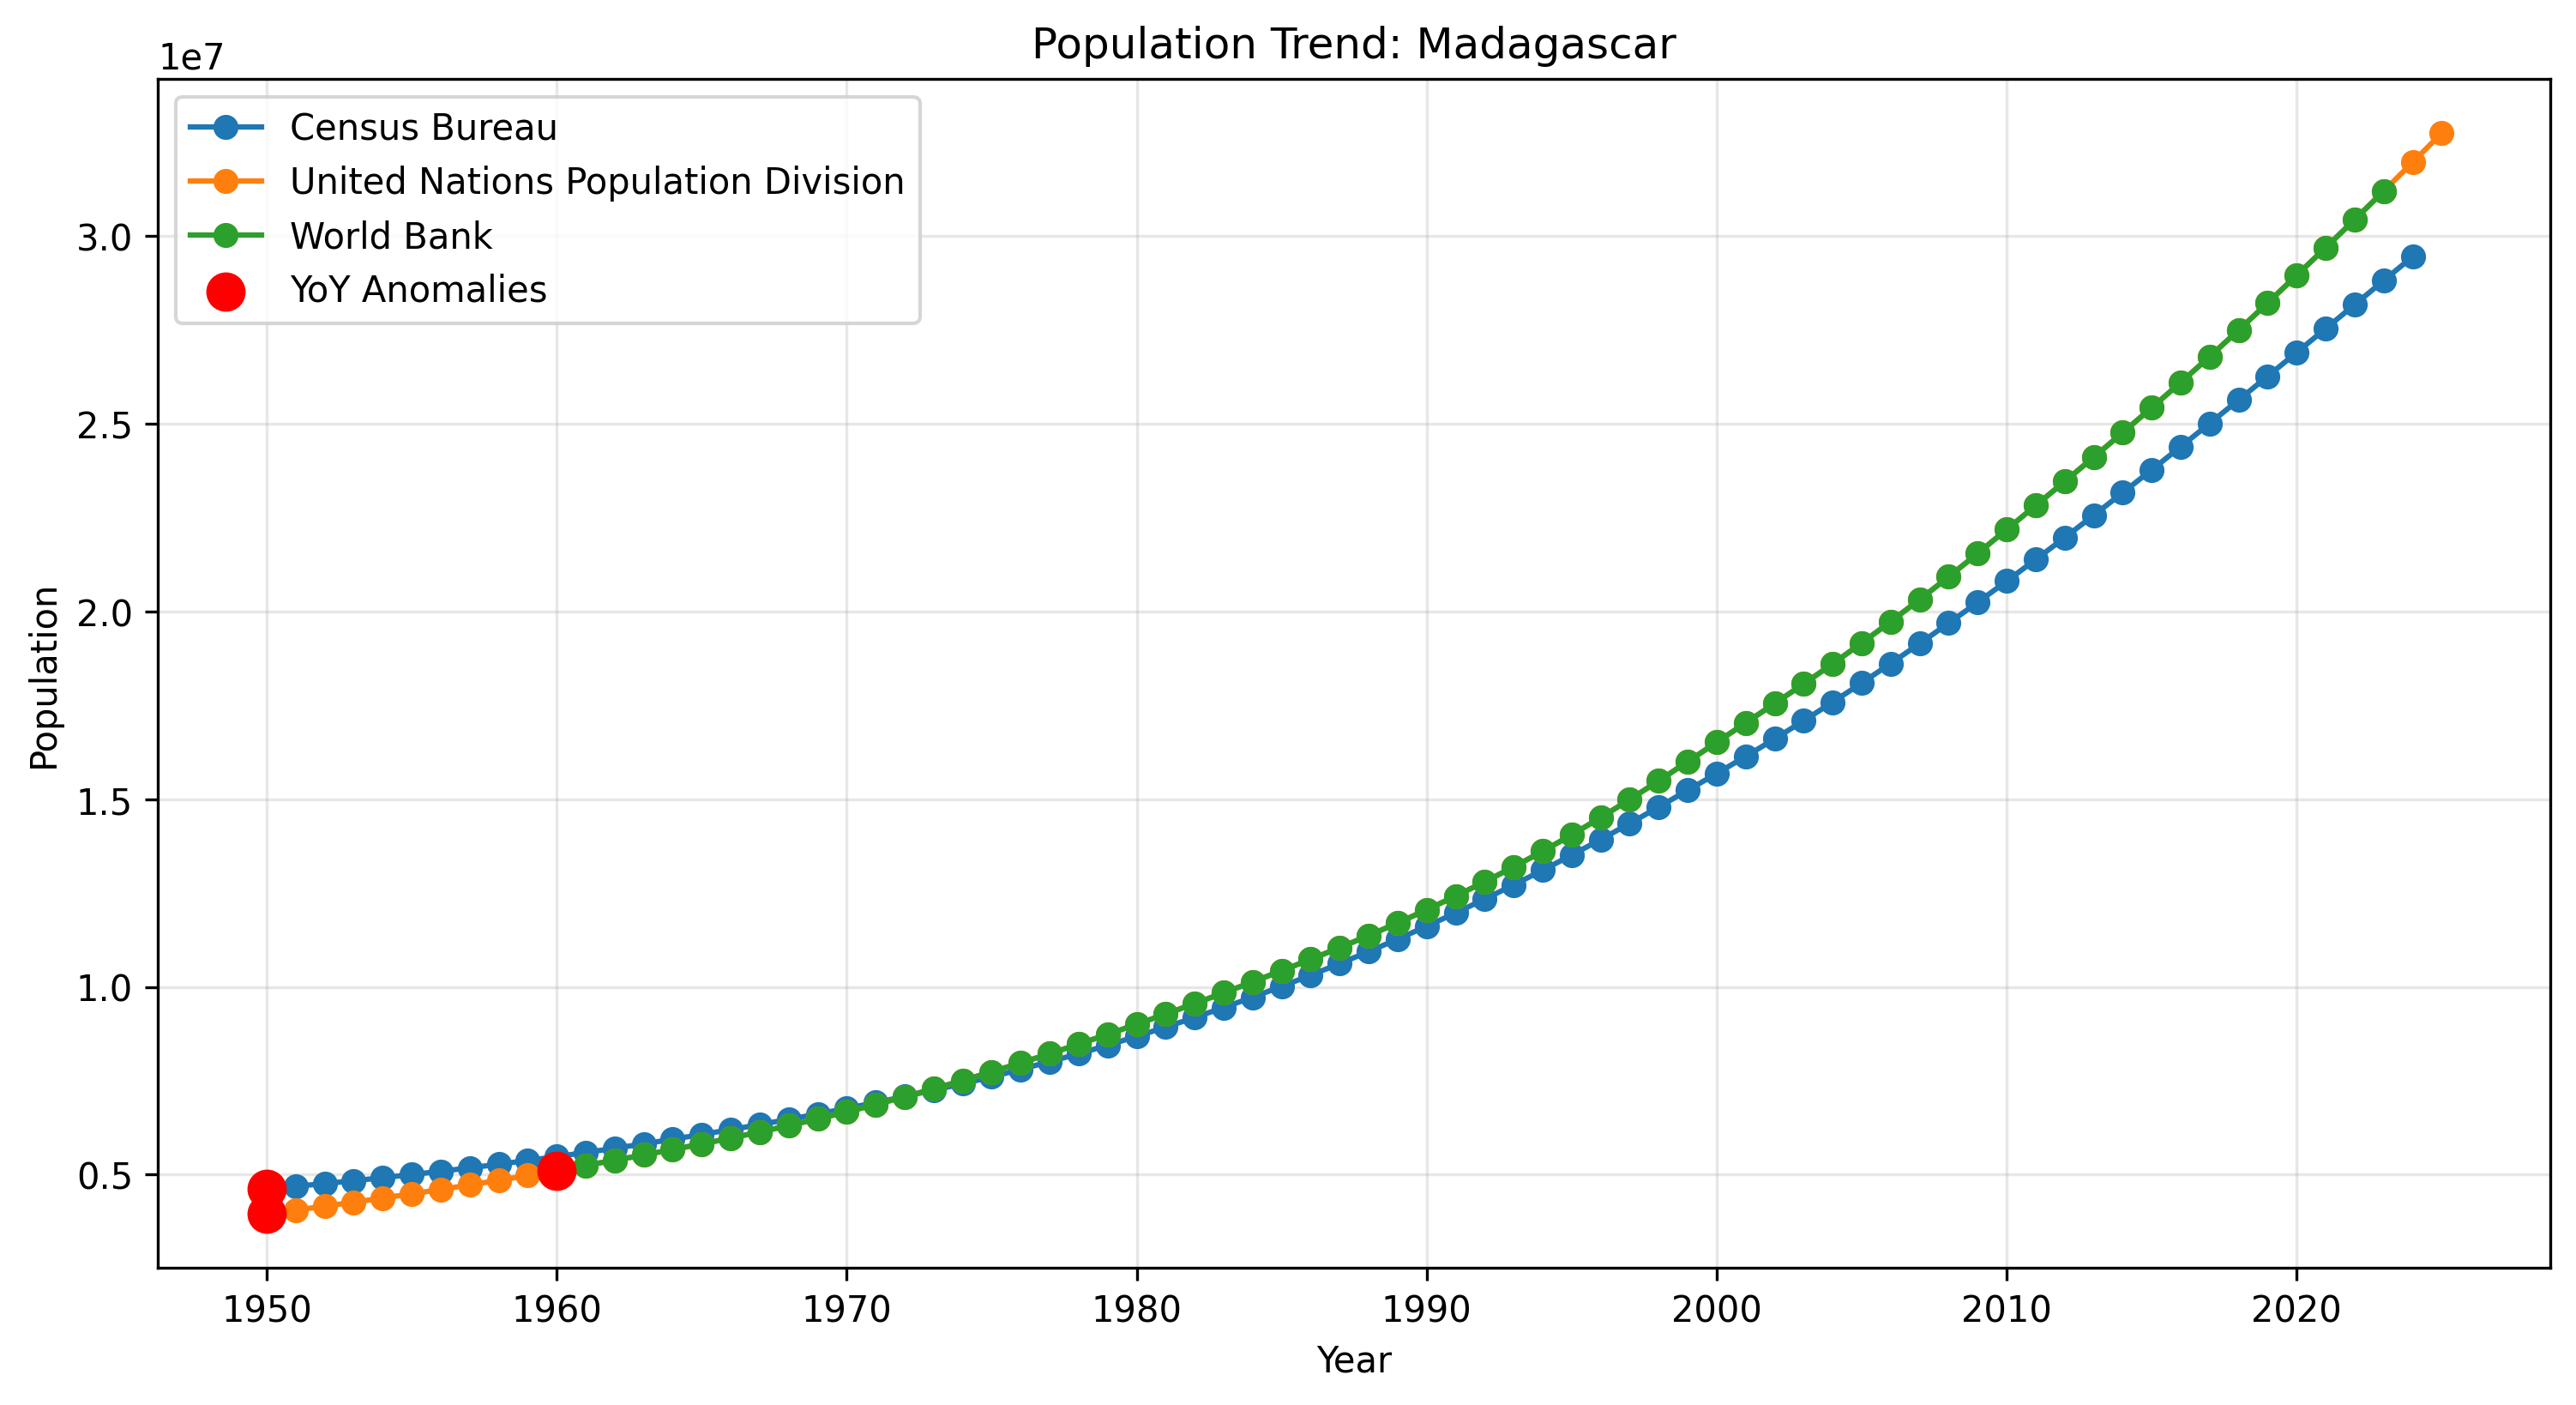 Population Trend: Madagascar
1e7
Census Bureau
United Nations Population Division
World Bank
YoY Anomalies
3.0
2.5
2.0
1.5
1.0
0.5
Population
1950 1960 1970 1980 1990 2000 2010 2020
Year